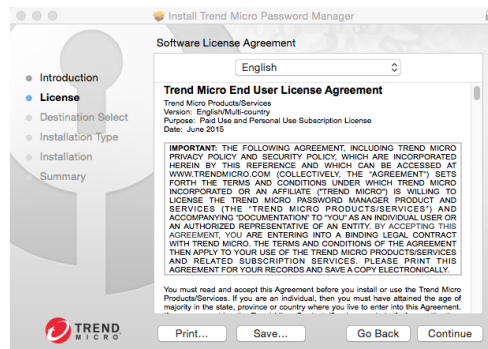 Install Trend Micro Password Manager
Software License Agreement
English
Introduction
License
Destination Select
Installation Type
Installation
Summary
Trend Micro End User License Agreement
Trend Micro Products/Services
Version: English/Multi-country
Purpose: Paid Use and Personal Use Subscription License
Date: June 2015
IMPORTANT: THE FOLLOWING AGREEMENT, INCLUDING TREND MICRO
PRIVACY POLICY AND SECURITY POLICY, WHICH ARE INCORPORATED
HEREIN BY THIS REFERENCE AND WHICH CAN BE ACCESSED AT
WWW.TRENDMICRO.COM (COLLECTIVELY, THE "AGREEMENT") SETS
FORTH THE TERMS AND CONDITIONS UNDER WHICH TREND MICRO
INCORPORATED OR AN AFFILIATE ("TREND MICRO") IS WILLING TO
LICENSE THE TREND MICRO PASSWORD MANAGER PRODUCT AND
SERVICES (THE "TREND MICRO PRODUCTS/SERVICES") AND
ACCOMPANYING "DOCUMENTATION" TO "YOU" AS AN INDIVIDUAL USER OR
AN AUTHORIZED REPRESENTATIVE OF AN ENTITY. BY ACCEPTING THIS
AGREEMENT, YOU ARE ENTERING INTO A BINDING LEGAL CONTRACT
WITH TREND MICRO. THE TERMS AND CONDITIONS OF THE AGREEMENT
THEN APPLY TO YOUR USE OF THE TREND MICRO PRODUCTS/SERVICES
AND RELATED SUBSCRIPTION SERVICES. PLEASE PRINT THIS
AGREEMENT FOR YOUR RECORDS AND SAVE A COPY ELECTRONICALLY.
You must read and accept this Agreement before you install or use the Trend Micro
Products/Services. If you are an individual, then you must have attained the age of
majority in the state, province or country where you live to enter into this Agreement.
TREND
MICRO
Print...
Save...
Go Back
Continue